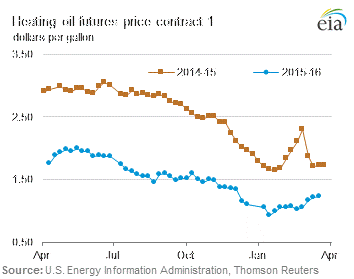 Heating oil futures price contract 1
dollars per gallon
eia
3.50
2014-15
2015-16
2.50
1.50
0.50
Apr Jul Oct Jan Apr
Source: U.S. Energy Information Administration, Thomson Reuters